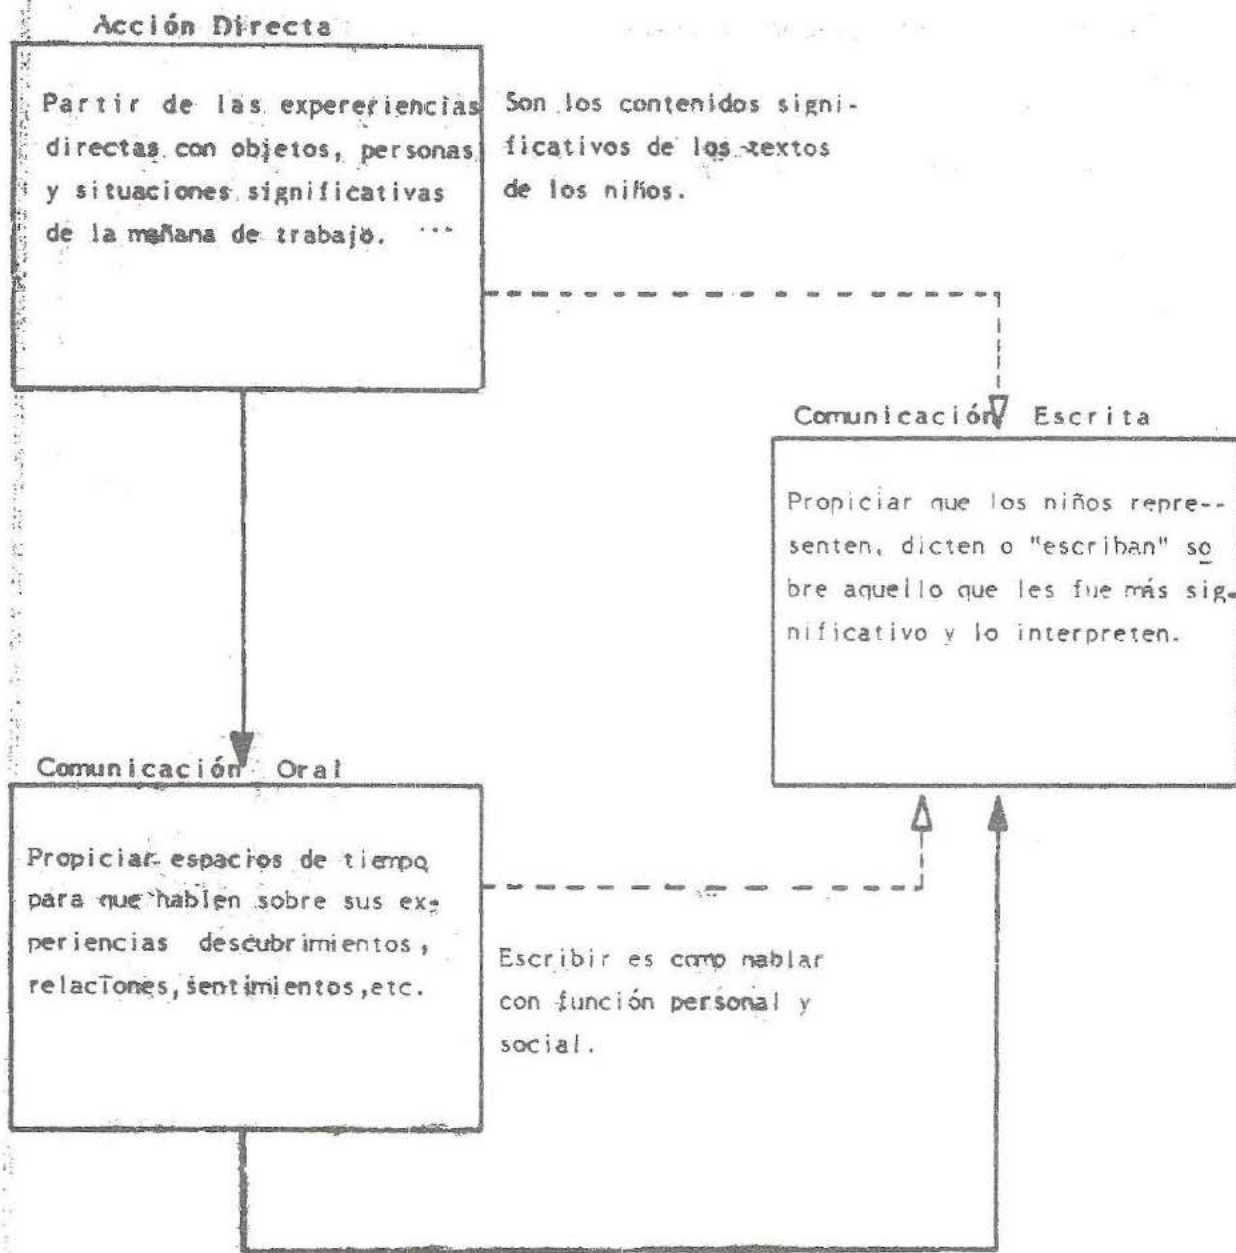 Acción Directa
Partir de las expereriencias
directas con objetos, personas
y situaciones significativas
de la mañana de trabajo. ...
Son los contenidos signi-
ficativos de los textos
de los niños.
Comunicación Escrita
Propiciar que los niños repre--
senten, dicten o "escriban" so
bre aquello que les fue más sig-
nificativo y lo interpreten.
Comunicación Oral
Propiciar espacios de tiempo
para que hablen sobre sus ex-
periencias descubrimientos,
relaciones, sentimientos, etc.
Escribir es como hablar
con función personal y
social.